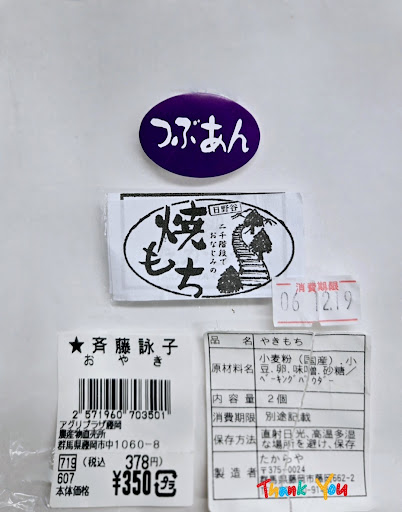 つぶあん
日野谷
二千階段で
おなじみの
焼もち
消費期限
06.12.19
★斉藤詠子
おやき
2 571960 703501
アグリプラザ藤岡
農産物直売所
群馬県藤岡市中1060-8
719 (税込 378円)
607
本体価格 ¥350
プラ
品名 やきもち
原材料名 小麦粉(国産)、小
豆、卵、味噌、砂糖/
ベーキングパウダー
内容量 2個
消費期限 別途記載
保存方法 直射日光、高温多湿
な場所を避け、保存
製造者 たからや
〒375-0024
Thank You